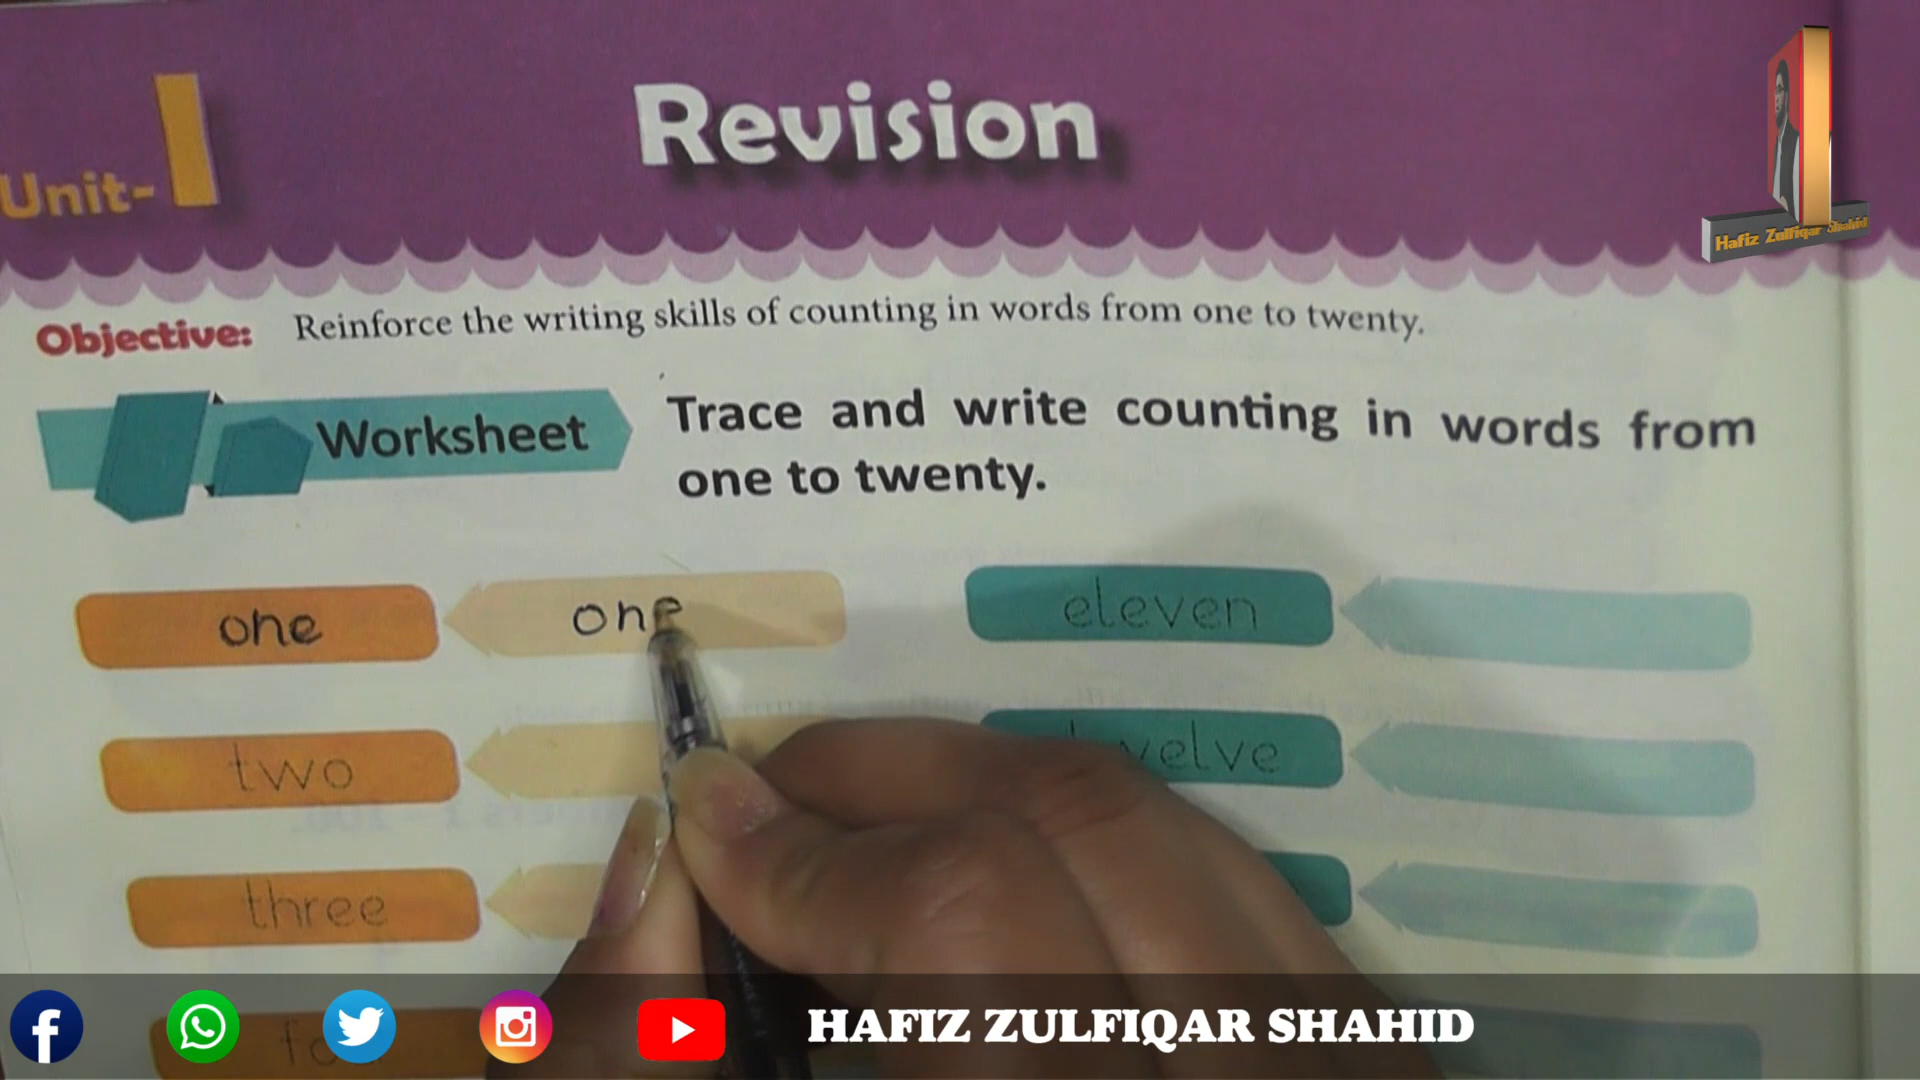 Unit-1
Revision
Hafiz Zulfiqar Shahid
Objective: Reinforce the writing skills of counting in words from one to twenty.
Worksheet
Trace and write counting in words from
one to twenty.
one one eleven
two
three
HAFIZ ZULFIQAR SHAHID